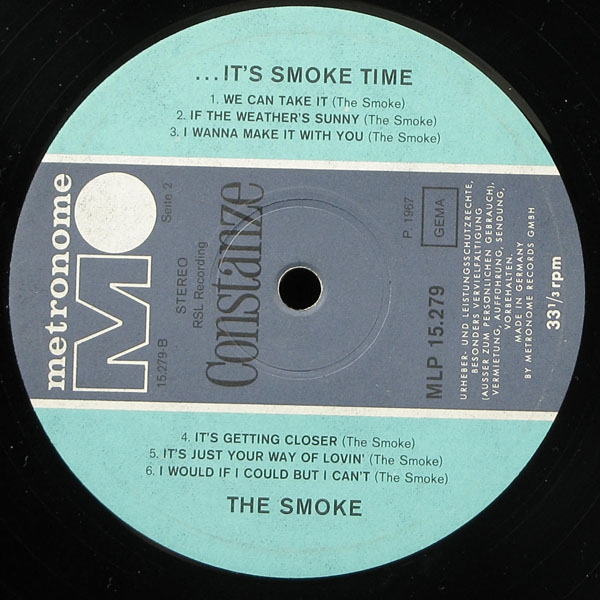 ...IT'S SMOKE TIME
1. WE CAN TAKE IT (The Smoke)
2. IF THE WEATHER'S SUNNY (The Smoke)
3. I WANNA MAKE IT WITH YOU (The Smoke)
metronome
MO
15.279-B
Seite 2
STEREO
RSL Recording
Constanze
P. 1967
GEMA
MLP 15.279
URHEBER- UND LEISTUNGSSCHUTZRECHTE,
BESONDERS VERVIELFÄLTIGUNG
(AUSSER ZUM PERSÖNLICHEN GEBRAUCH),
VERMIETUNG, AUFFÜHRUNG, SENDUNG,
VORBEHALTEN.
MADE IN GERMANY
BY METRONOME RECORDS GMBH
33 1/3 rpm
4. IT'S GETTING CLOSER (The Smoke)
5. IT'S JUST YOUR WAY OF LOVIN' (The Smoke)
6. I WOULD IF I COULD BUT I CAN'T (The Smoke)
THE SMOKE